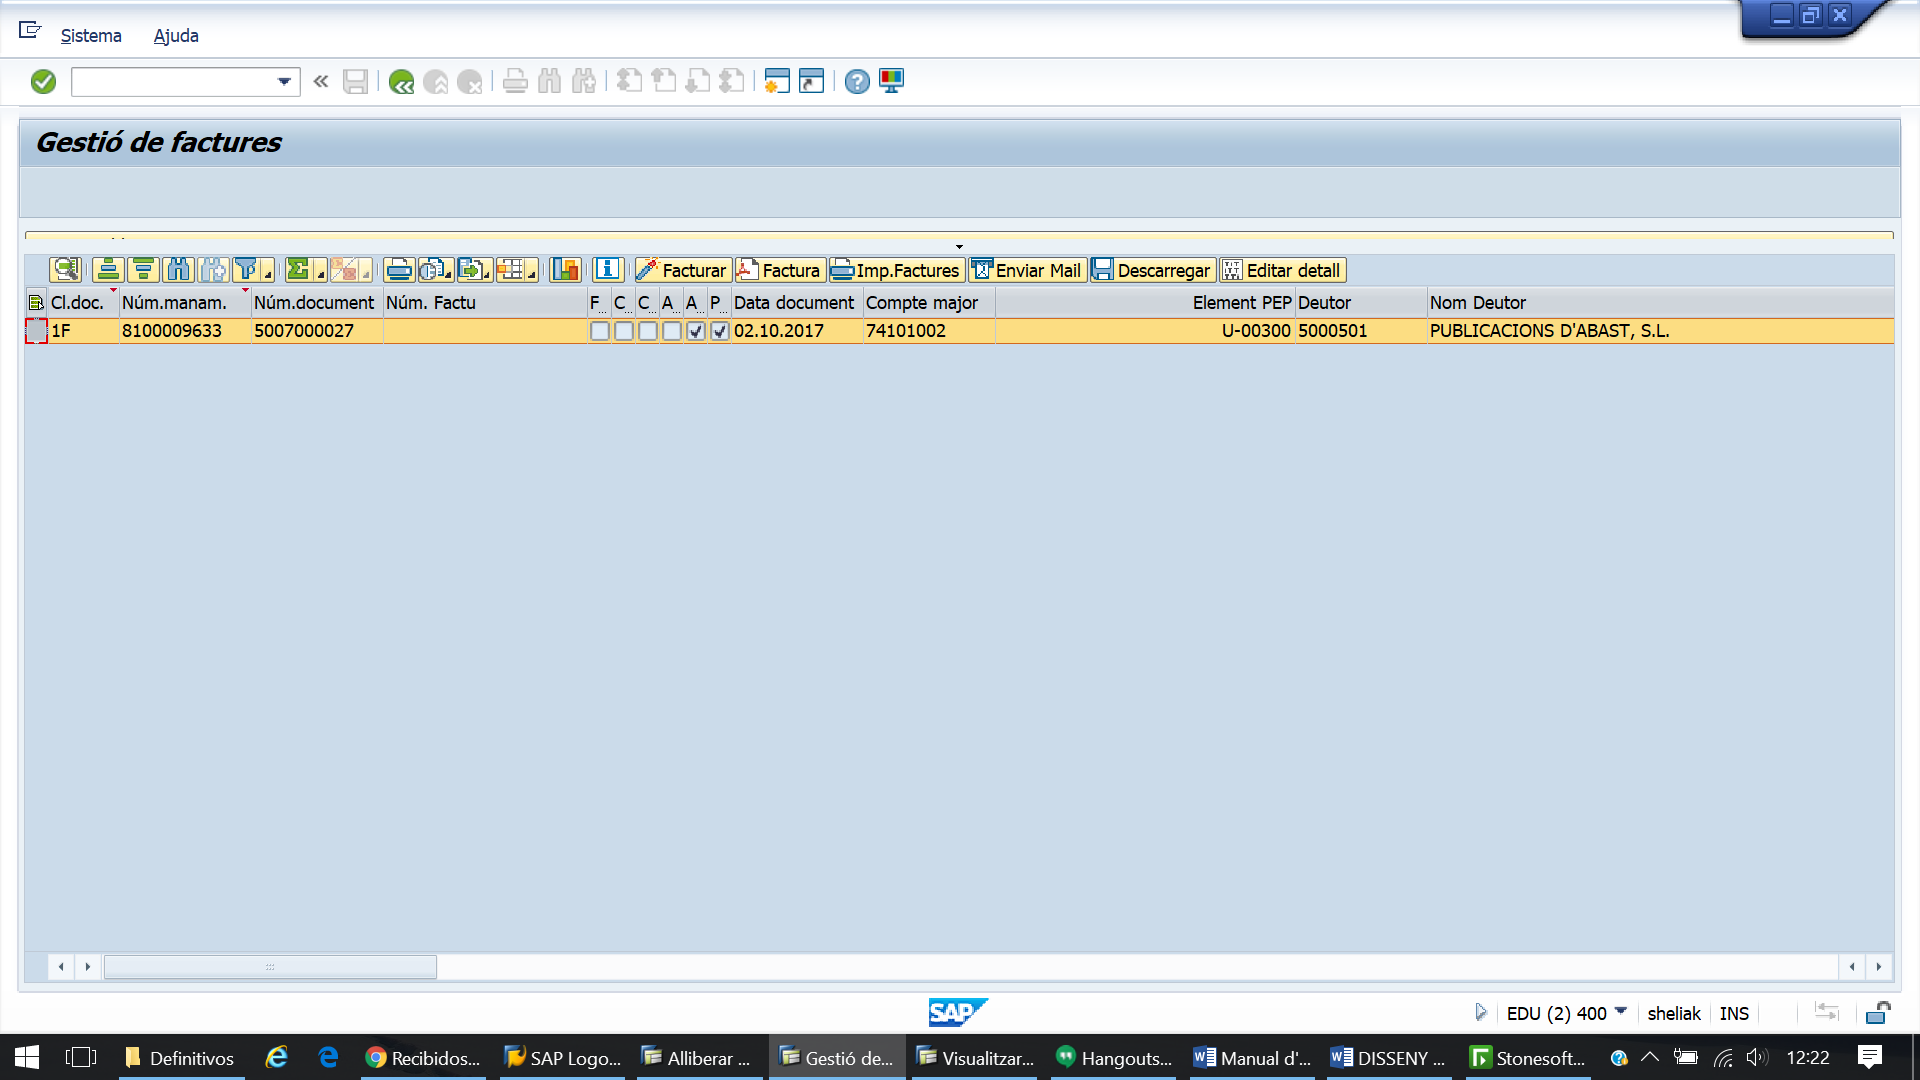 Sistema Ajuda
Gestió de factures
Facturar Factura Imp.Factures Enviar Mail Descarregar Editar detall
Cl.doc. Núm.manam. Núm.document Núm. Factu F... C... C... A... A... P... Data document Compte major Element PEP Deutor Nom Deutor
1F 8100009633 5007000027 02.10.2017 74101002 U-00300 5000501 PUBLICACIONS D'ABAST, S.L.
SAP
EDU (2) 400 sheliak INS
Definitivos Recibidos... SAP Logo... Alliberar ... Gestió de... Visualitzar... Hangouts... Manual d'... DISSENY ... Stonesoft... 12:22